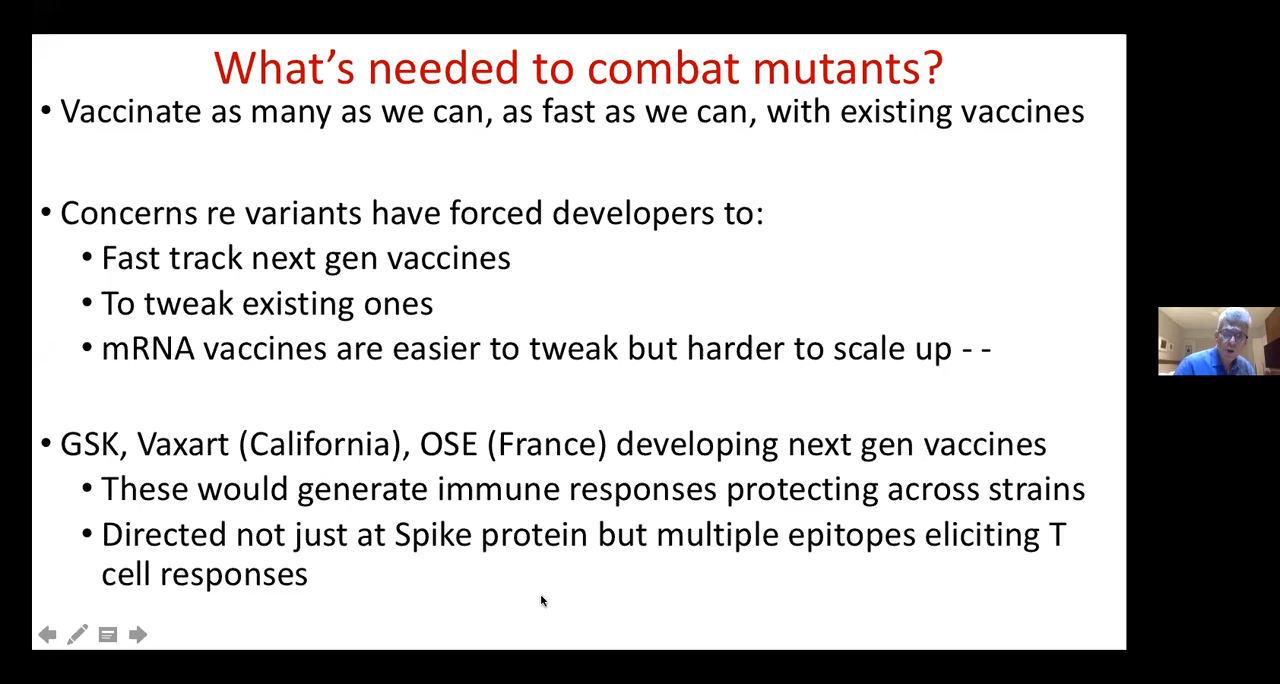 What’s needed to combat mutants?
• Vaccinate as many as we can, as fast as we can, with existing vaccines
• Concerns re variants have forced developers to:
• Fast track next gen vaccines
• To tweak existing ones
• mRNA vaccines are easier to tweak but harder to scale up - -
• GSK, Vaxart (California), OSE (France) developing next gen vaccines
• These would generate immune responses protecting across strains
• Directed not just at Spike protein but multiple epitopes eliciting T
cell responses